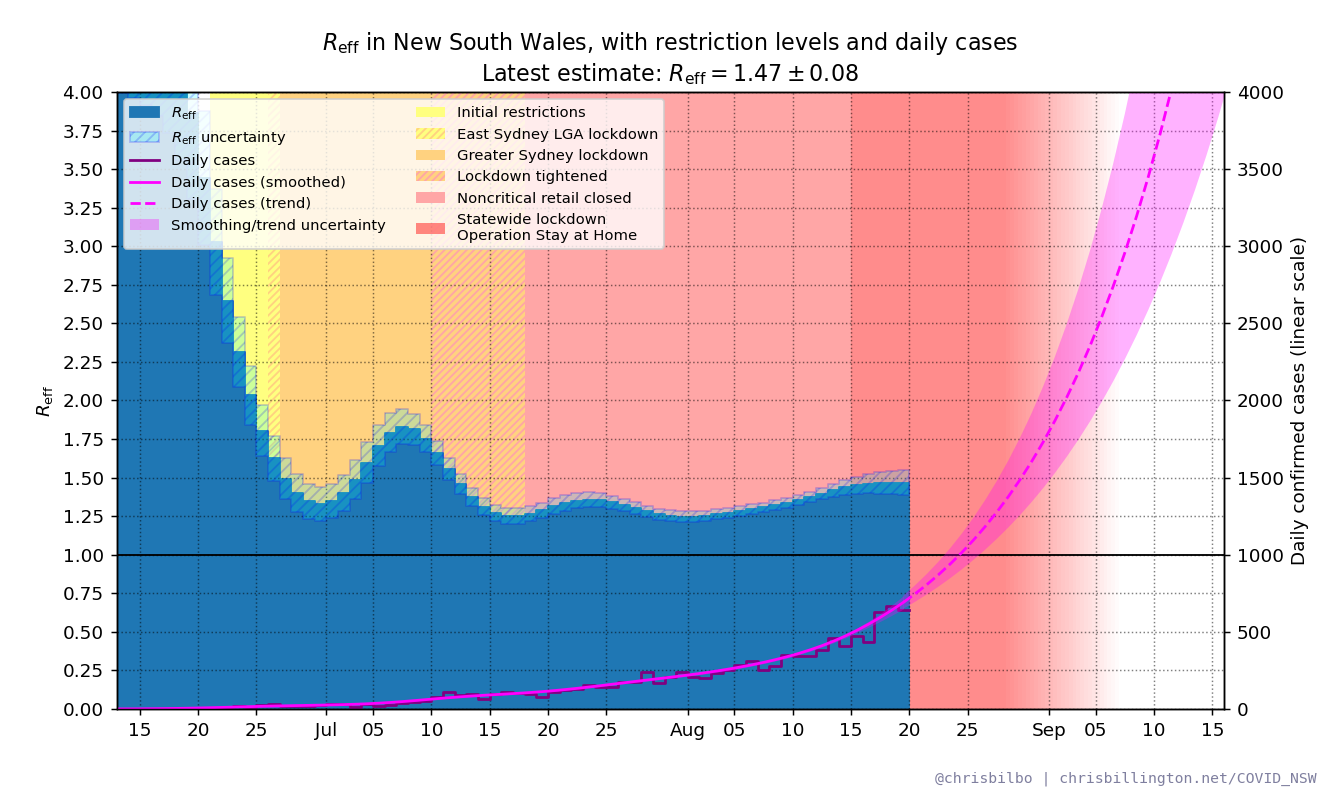 Reff in New South Wales, with restriction levels and daily cases
Latest estimate: Reff = 1.47 ± 0.08
Reff
Reff uncertainty
Daily cases
Daily cases (smoothed)
Daily cases (trend)
Smoothing/trend uncertainty
Initial restrictions
East Sydney LGA lockdown
Greater Sydney lockdown
Lockdown tightened
Noncritical retail closed
Statewide lockdown
Operation Stay at Home
Reff
4.00
3.75
3.50
3.25
3.00
2.75
2.50
2.25
2.00
1.75
1.50
1.25
1.00
0.75
0.50
0.25
0.00
4000
3500
3000
2500
2000
1500
1000
500
0
Daily confirmed cases (linear scale)
15 20 25 Jul 05 10 15 20 25 Aug 05 10 15 20 25 Sep 05 10 15
@chrisbilbo | chrisbillington.net/COVID_NSW